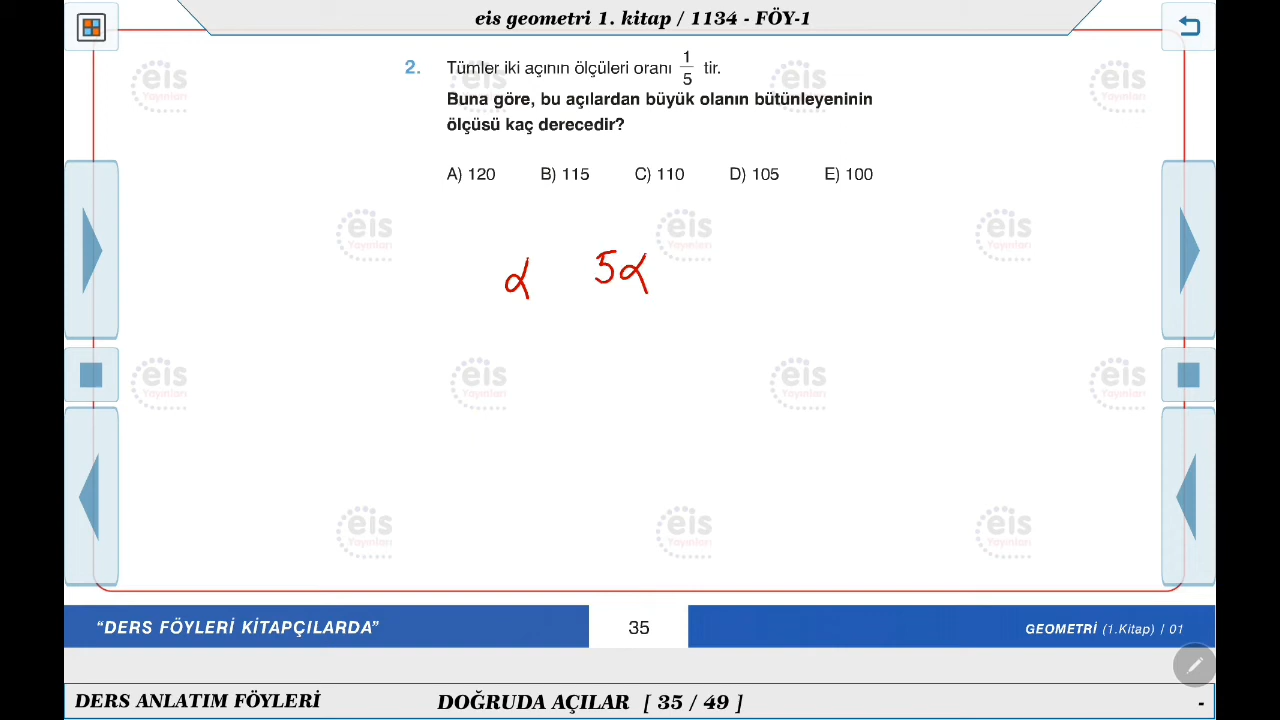 eis geometri 1. kitap / 1134 - FÖY-1
2. Tümler iki açının ölçüleri oranı 1/5 tir.
Buna göre, bu açılardan büyük olanın bütünleyeninin
ölçüsü kaç derecedir?
A) 120 B) 115 C) 110 D) 105 E) 100
α 5α
eis Yayınları
"DERS FÖYLERİ KİTAPÇILARDA"
35
GEOMETRİ (1.Kitap) / 01
DERS ANLATIM FÖYLERİ
DOĞRUDA AÇILAR [ 35 / 49 ]
-